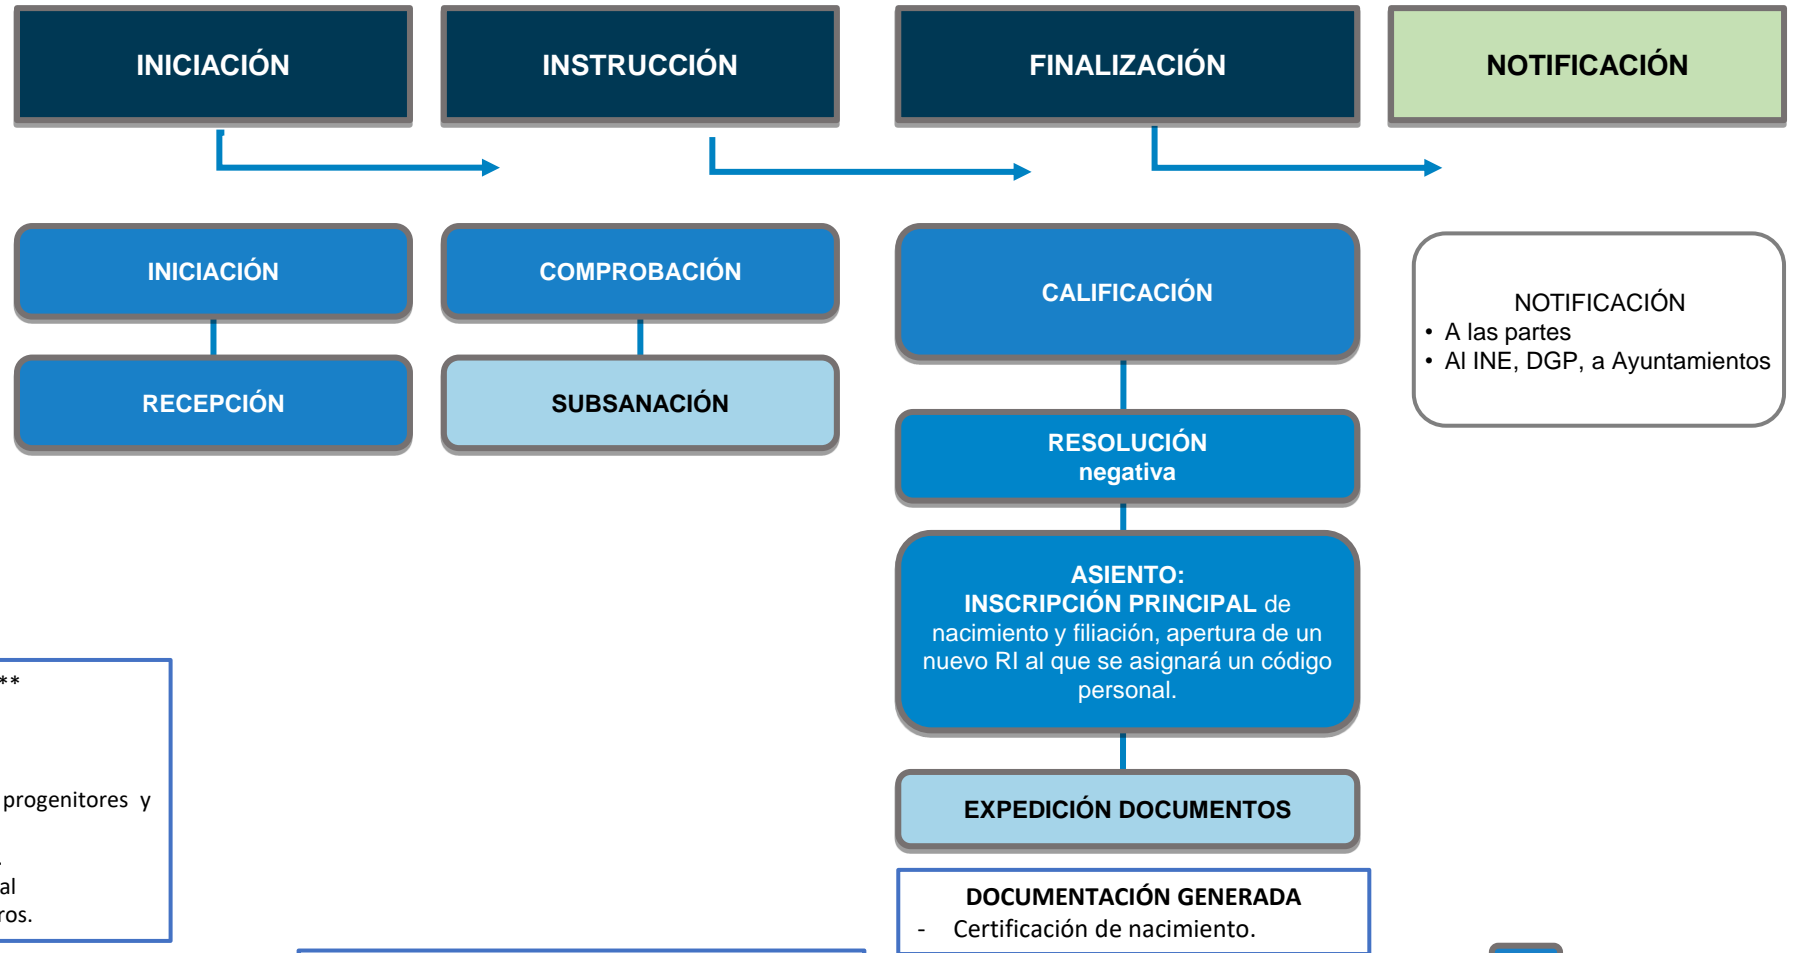 INICIACIÓN
INSTRUCCIÓN
FINALIZACIÓN
NOTIFICACIÓN
INICIACIÓN
RECEPCIÓN
COMPROBACIÓN
SUBSANACIÓN
CALIFICACIÓN
RESOLUCIÓN
negativa
ASIENTO:
INSCRIPCIÓN PRINCIPAL de
nacimiento y filiación, apertura de un
nuevo RI al que se asignará un código
personal.
EXPEDICIÓN DOCUMENTOS
DOCUMENTACIÓN GENERADA
- Certificación de nacimiento.
NOTIFICACIÓN
• A las partes
• Al INE, DGP, a Ayuntamientos
**
progenitores y
.
al
ros.